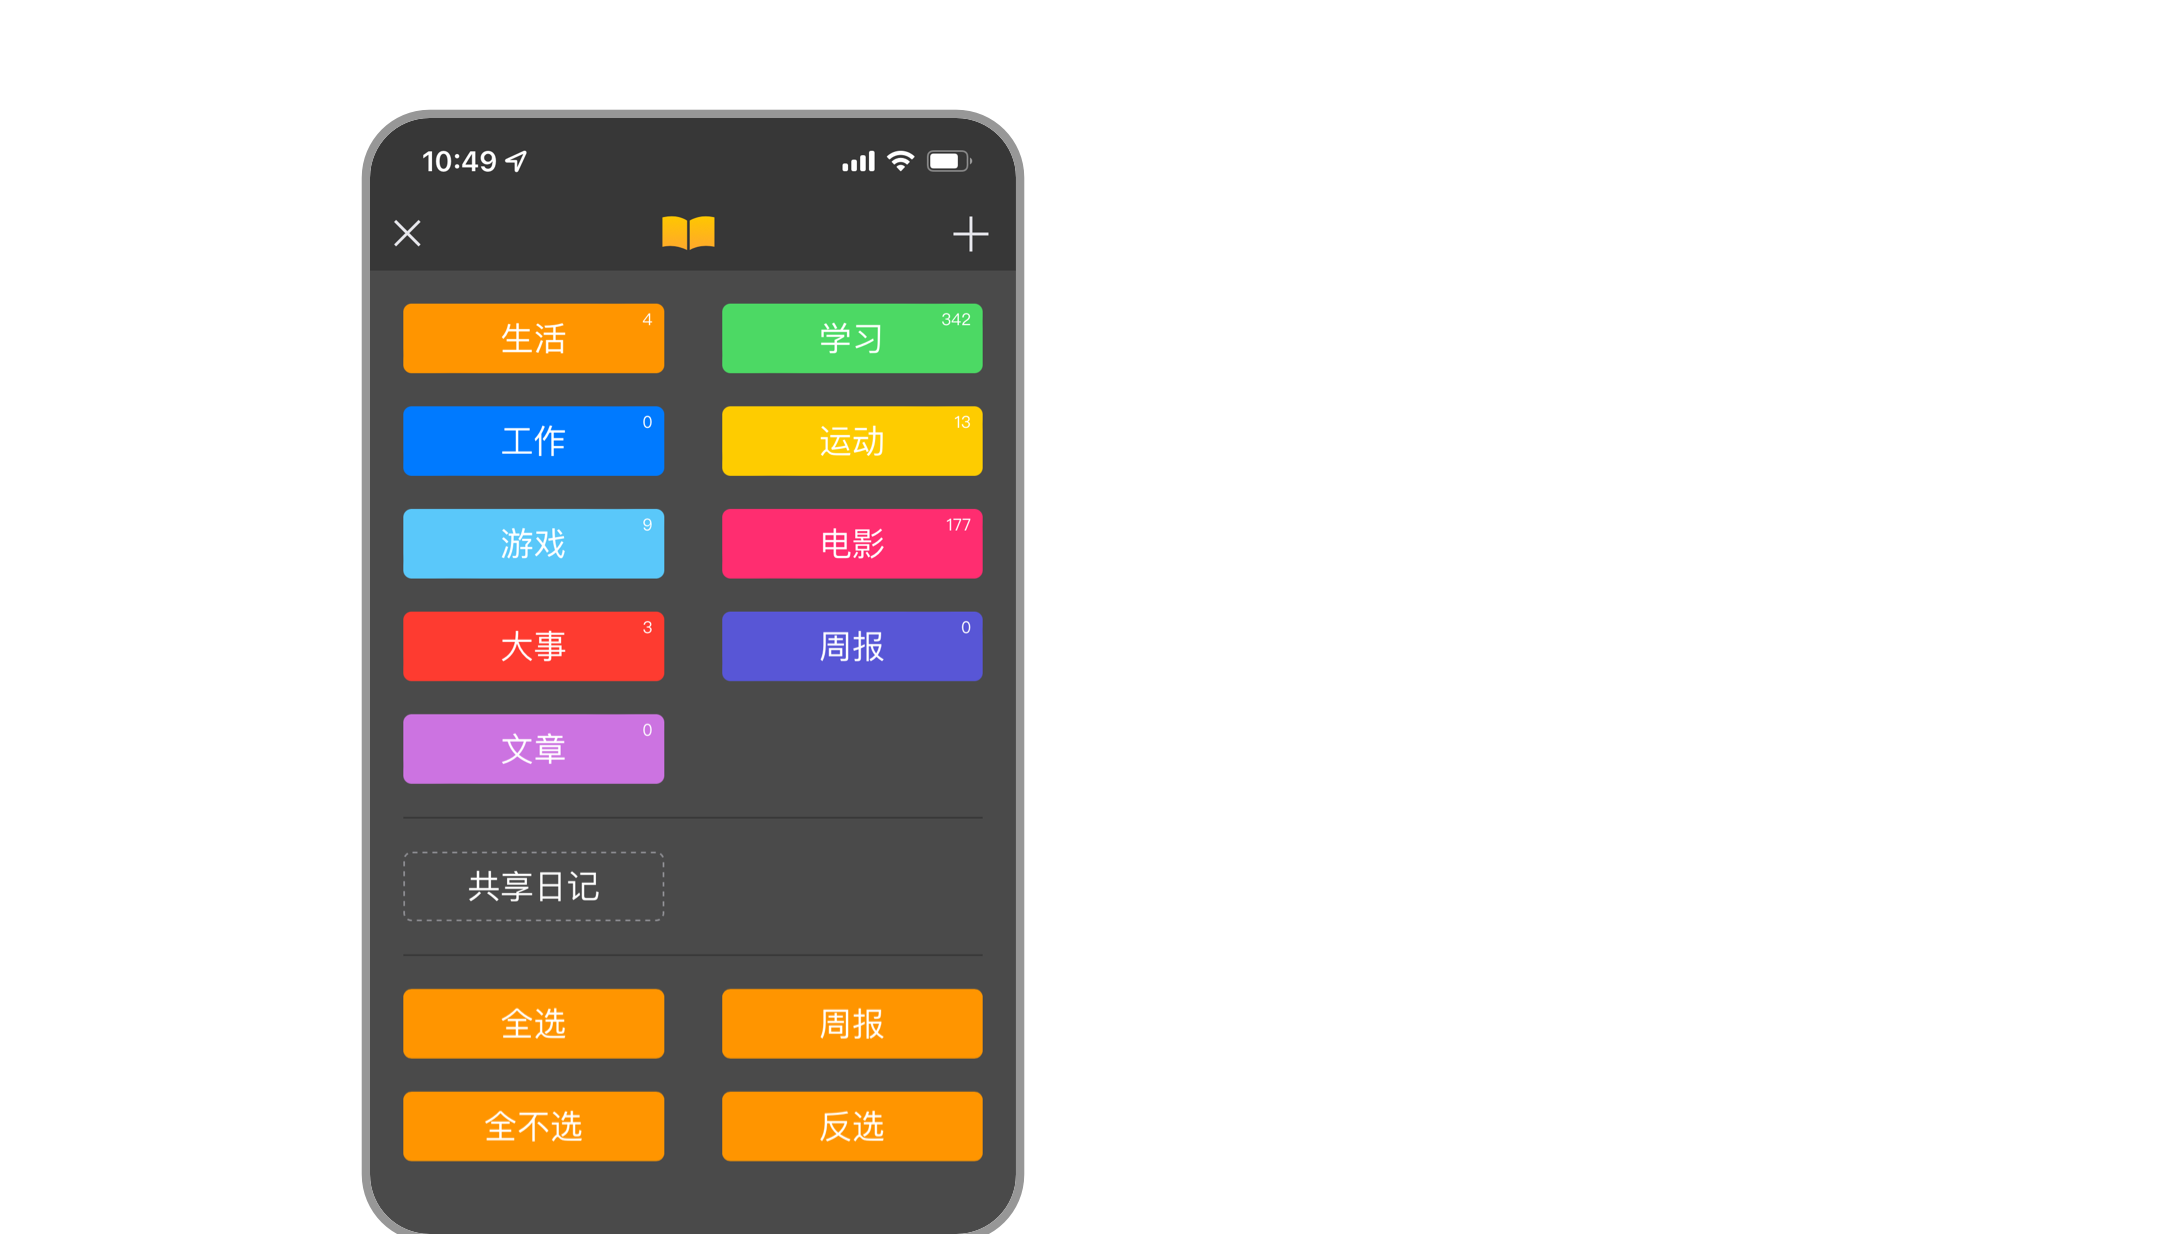 10:49
生活 4
学习 342
工作 0
运动 13
游戏 9
电影 177
大事 3
周报 0
文章 0
共享日记
全选
周报
全不选
反选